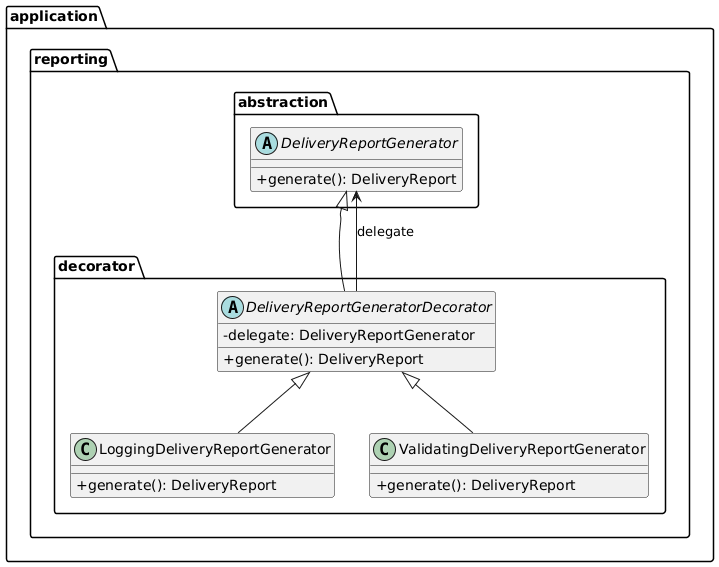 application
reporting
abstraction
A DeliveryReportGenerator
+generate(): DeliveryReport
delegate
decorator
A DeliveryReportGeneratorDecorator
-delegate: DeliveryReportGenerator
+generate(): DeliveryReport
C LoggingDeliveryReportGenerator
+generate(): DeliveryReport
C ValidatingDeliveryReportGenerator
+generate(): DeliveryReport